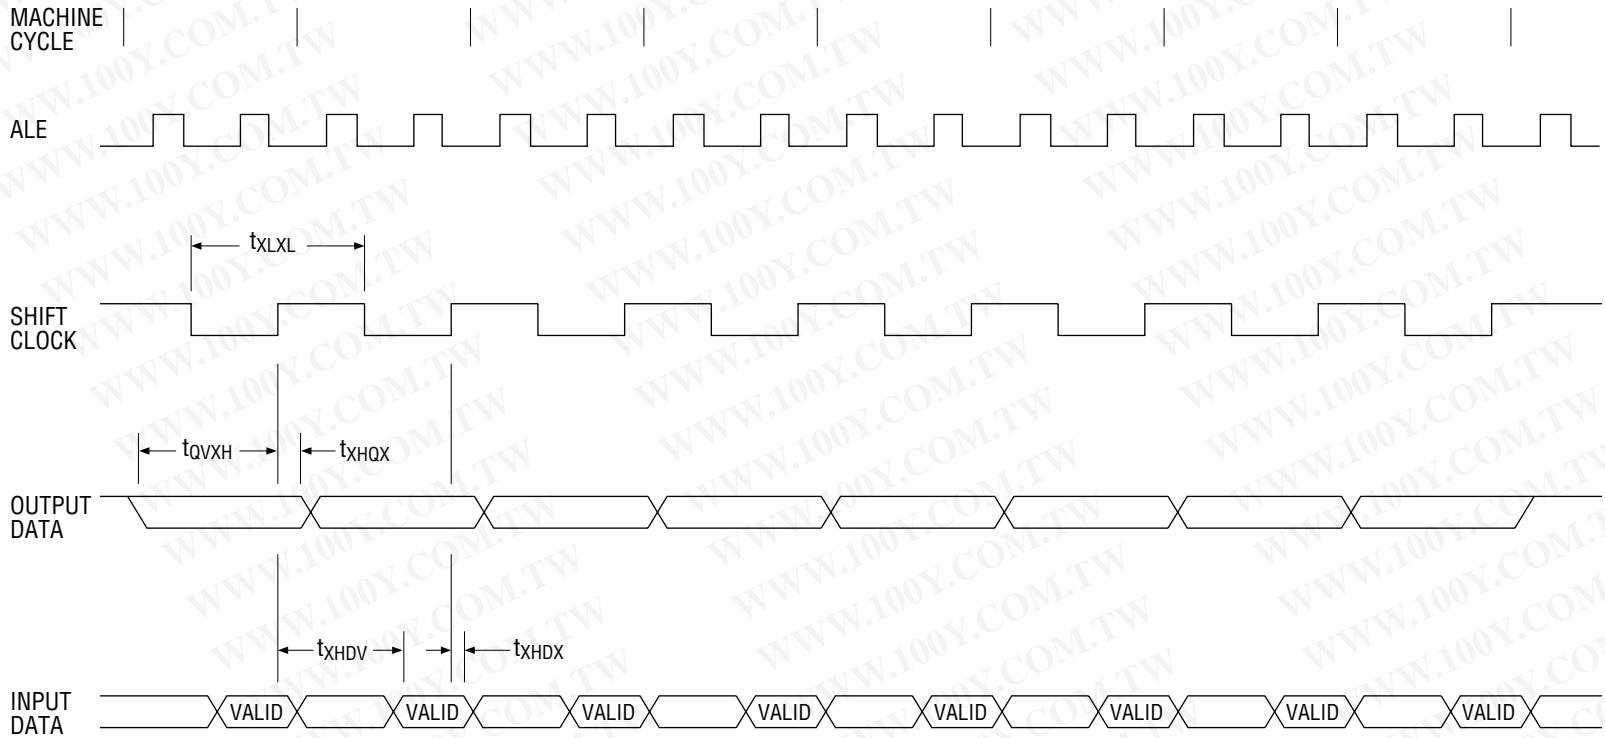 MACHINE
CYCLE
ALE
tXLXL
SHIFT
CLOCK
tQVXH
tXHQX
OUTPUT
DATA
tXHDV
tXHDX
INPUT
DATA
VALID VALID VALID VALID VALID VALID VALID VALID
WWW.100Y.COM.TW